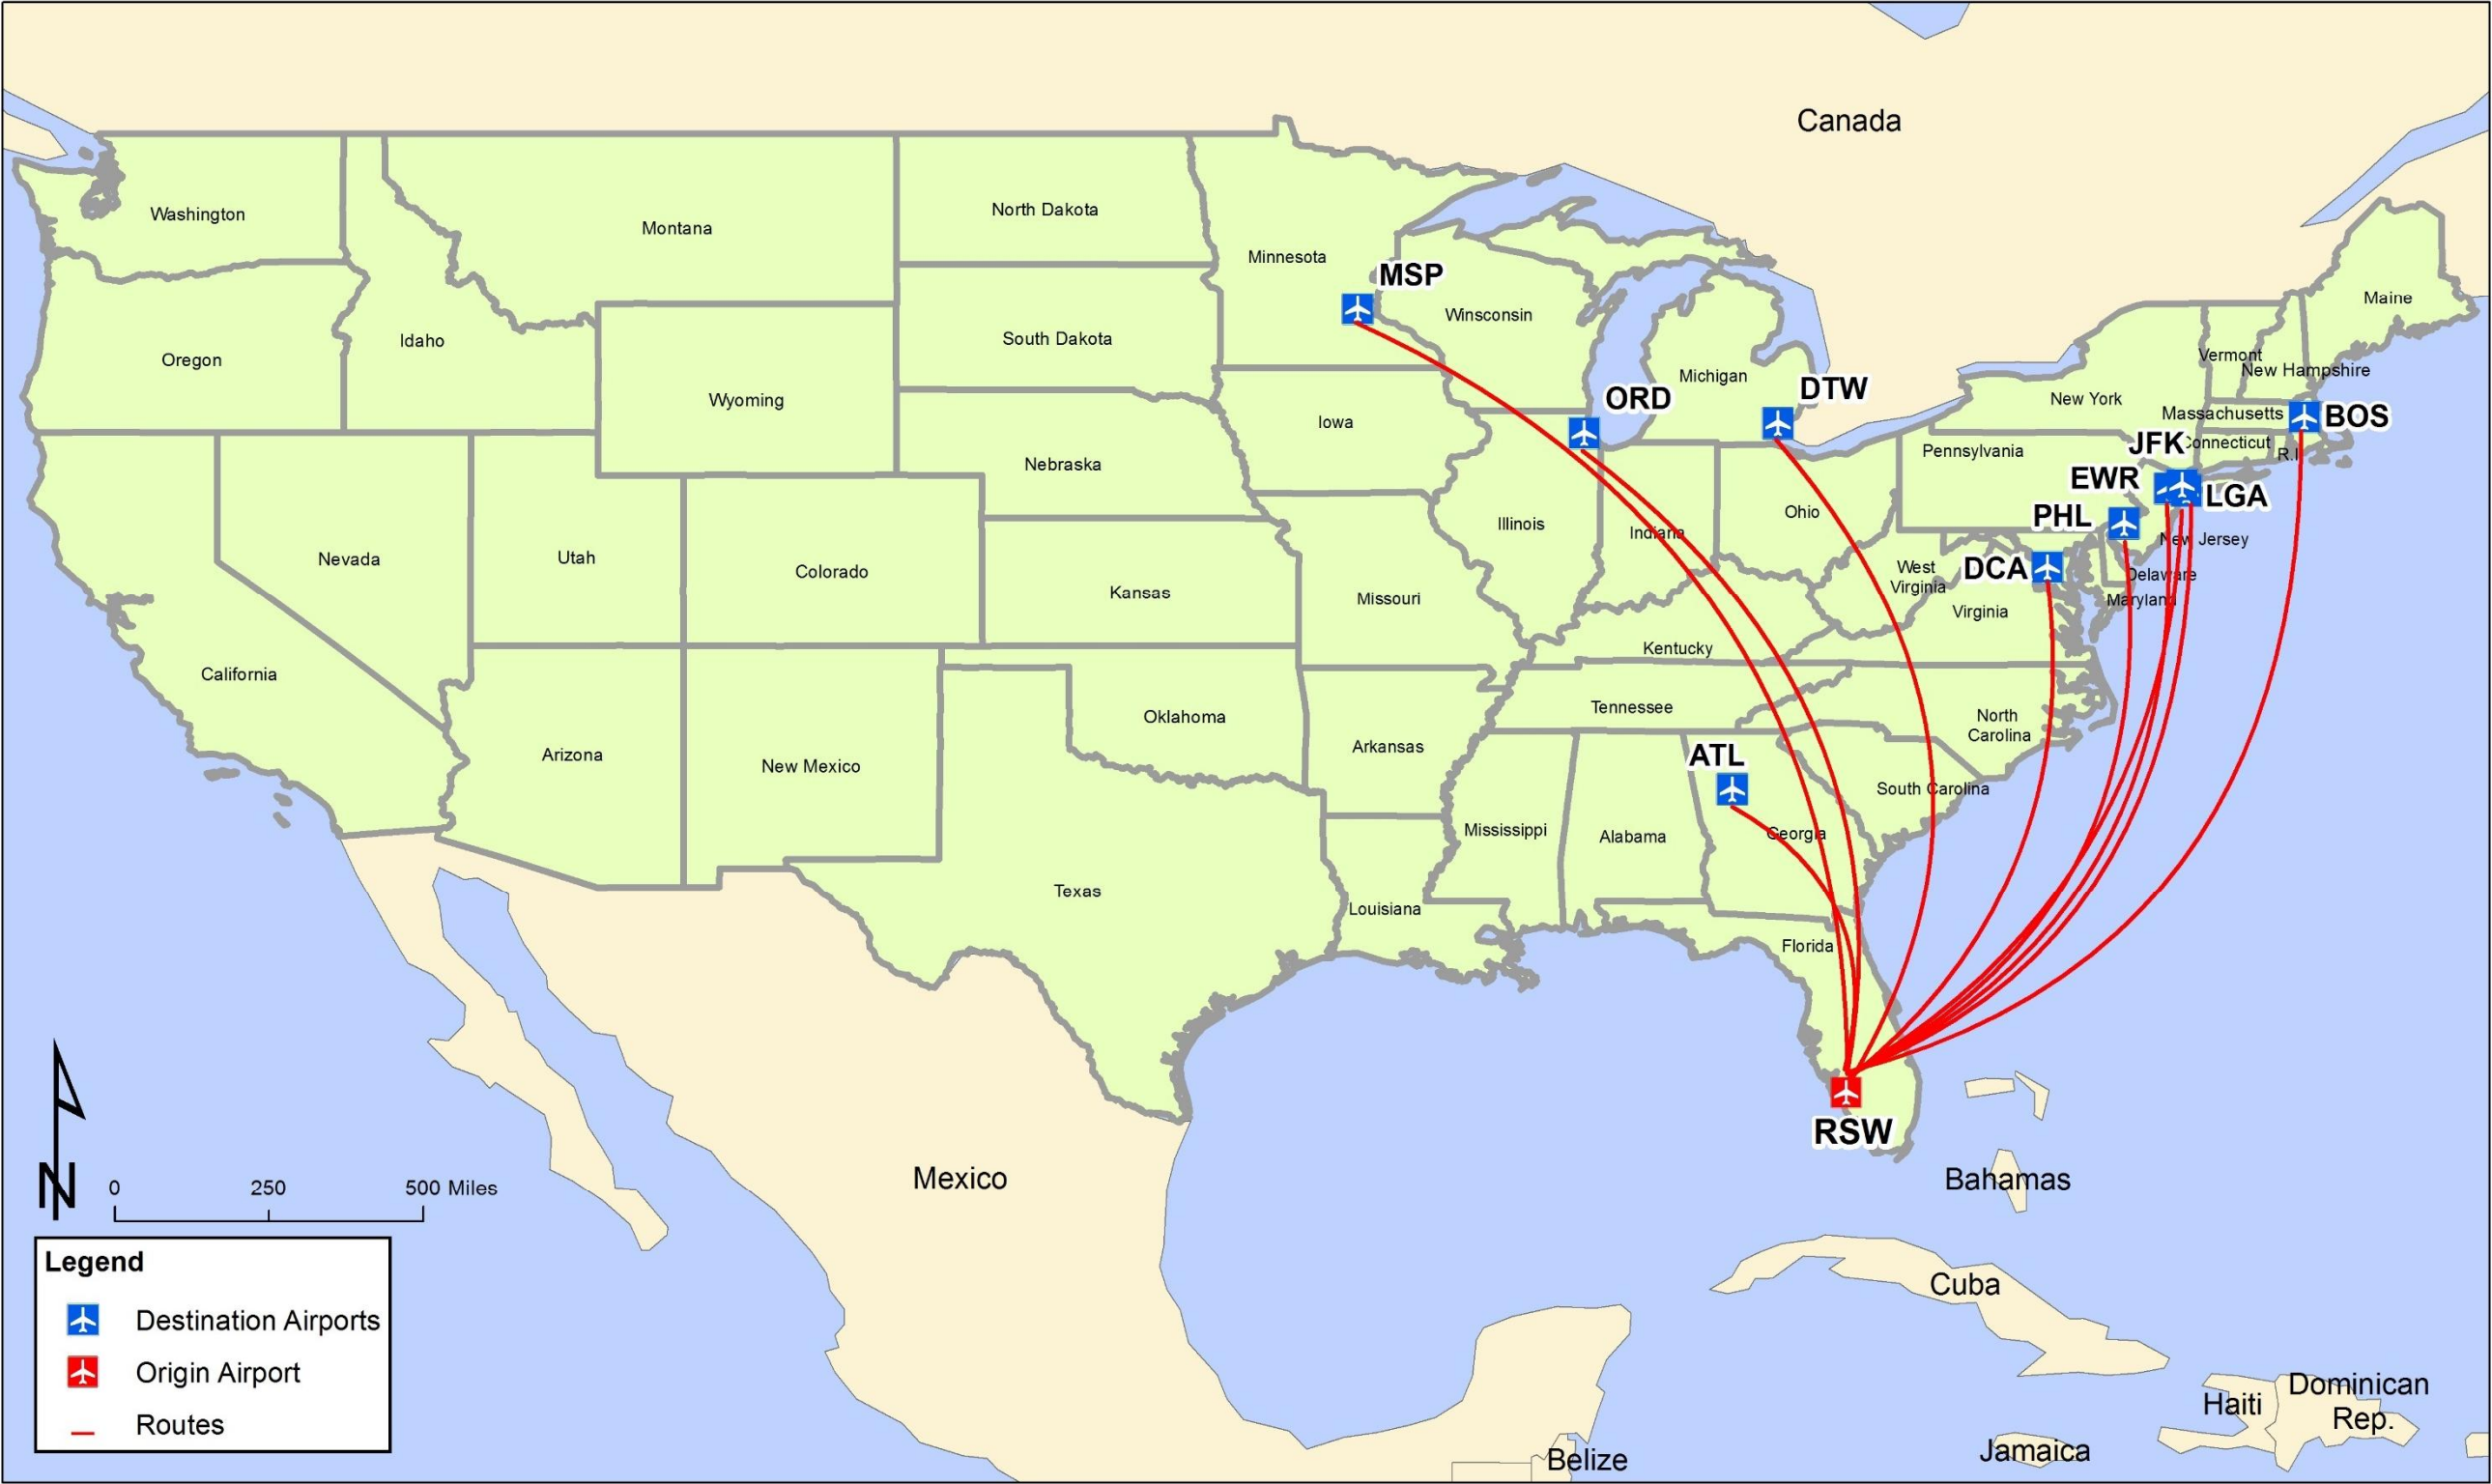 Canada
Washington
Montana
North Dakota
Minnesota
MSP
Winsconsin
Maine
Oregon
Idaho
South Dakota
Wyoming
Michigan
DTW
ORD
Vermont
New Hampshire
New York
Massachusetts
BOS
Iowa
Nebraska
Pennsylvania
JFK
Connecticut
R.I
EWR
LGA
PHL
New Jersey
Nevada
Utah
Colorado
Kansas
Missouri
Illinois
Indiana
Ohio
West
Virginia
DCA
Delaware
Maryland
Virginia
Kentucky
California
Arizona
New Mexico
Oklahoma
Arkansas
Tennessee
North
Carolina
ATL
South Carolina
Mississippi
Alabama
Georgia
Texas
Louisiana
Florida
RSW
Mexico
Bahamas
N
0 250 500 Miles
Legend
Destination Airports
Origin Airport
Routes
Cuba
Haiti
Dominican
Rep.
Jamaica
Belize